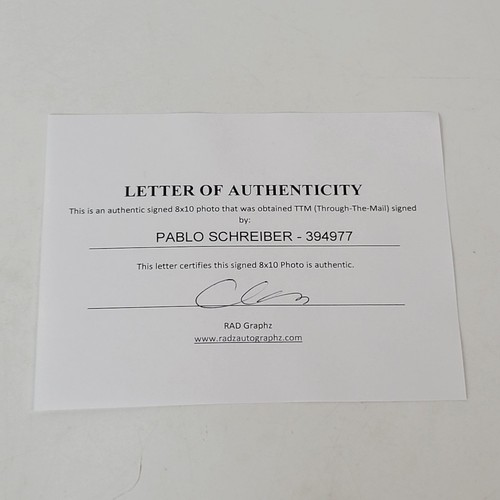 LETTER OF AUTHENTICITY
This is an authentic signed 8x10 photo that was obtained TTM (Through-The-Mail) signed
by:
PABLO SCHREIBER - 394977
This letter certifies this signed 8x10 Photo is authentic.
RAD Graphz
www.radzautographz.com